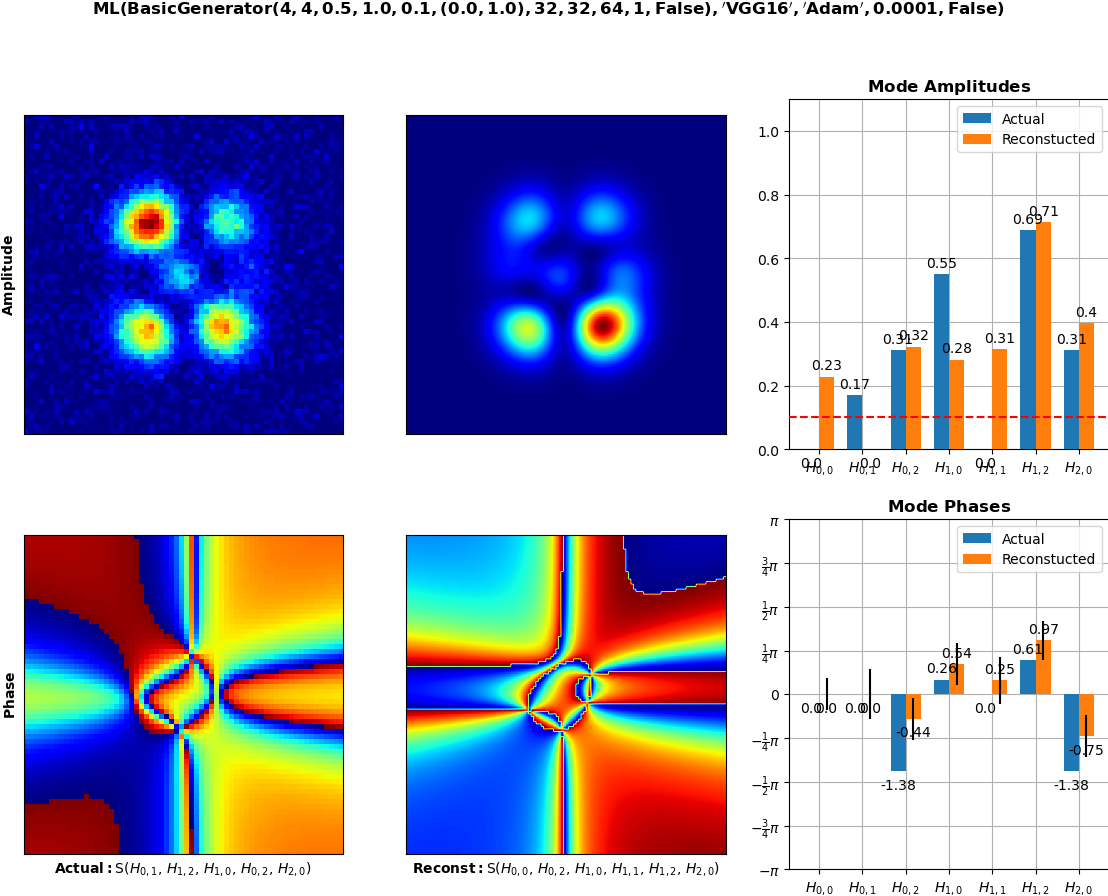 ML(BasicGenerator(4, 4, 0.5, 1.0, 0.1, (0.0, 1.0), 32, 32, 64, 1, False), 'VGG16', 'Adam', 0.0001, False)
Amplitude
Mode Amplitudes
Actual
Reconstucted
1.0
0.8
0.6
0.4
0.2
0.0
0.0
0.23
0.17
0.0
0.31
0.32
0.55
0.28
0.0
0.31
0.69
0.71
0.31
0.4
H0,0 H0,1 H0,2 H1,0 H1,1 H1,2 H2,0
Phase
Actual: S(H0,1, H1,2, H1,0, H0,2, H2,0)
Reconst: S(H0,0, H0,2, H1,0, H1,1, H1,2, H2,0)
Mode Phases
Actual
Reconstucted
π
3/4π
1/2π
1/4π
0
−1/4π
−1/2π
−3/4π
−π
0.0
0.0
0.0
0.0
-1.38
-0.44
0.26
0.54
0.0
0.25
0.61
0.97
-1.38
-0.75
H0,0 H0,1 H0,2 H1,0 H1,1 H1,2 H2,0